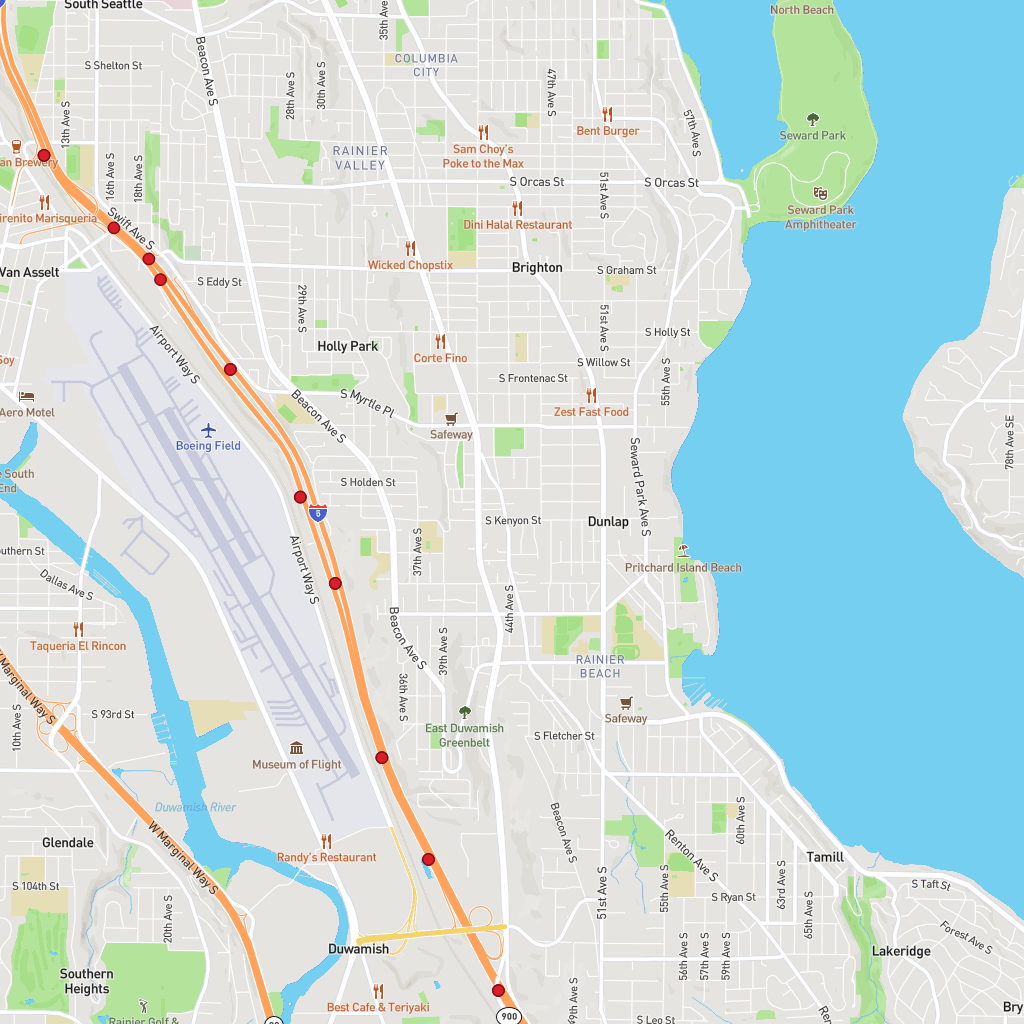 South Seattle
North Beach
35th Ave S
Beacon Ave S
S Shelton St
COLUMBIA
CITY
28th Ave S
30th Ave S
47th Ave S
13th Ave S
57th Ave S
Bent Burger
Seward Park
Sam Choy's
Poke to the Max
RAINIER
VALLEY
an Brewery
16th Ave S
18th Ave S
S Orcas St
S Orcas St
51st Ave S
Seward Park
Amphitheater
irenito Marisqueria
Swift Ave S
Dini Halal Restaurant
Wicked Chopstix
Brighton
S Graham St
Van Asselt
S Eddy St
29th Ave S
51st Ave S
Airport Way S
S Holly St
Holly Park
Corte Fino
S Willow St
Soy
S Frontenac St
55th Ave S
Aero Motel
Beacon Ave S
S Myrtle Pl
Zest Fast Food
78th Ave SE
Boeing Field
Safeway
Seward Park Ave S
e South
End
S Holden St
5
S Kenyon St
Dunlap
37th Ave S
Airport Way S
outhern St
Pritchard Island Beach
Dallas Ave S
44th Ave S
Beacon Ave S
39th Ave S
Taqueria El Rincon
RAINIER
BEACH
W Marginal Way S
36th Ave S
10th Ave S
S 93rd St
Safeway
East Duwamish
Greenbelt
S Fletcher St
Museum of Flight
Duwamish River
W Marginal Way S
Beacon Ave S
60th Ave S
Renton Ave S
Glendale
Randy's Restaurant
Tamill
S 104th St
51st Ave S
55th Ave S
63rd Ave S
65th Ave S
S Taft St
S Ryan St
20th Ave S
Duwamish
56th Ave S
57th Ave S
59th Ave S
Forest Ave S
Lakeridge
Southern
Heights
Best Cafe & Teriyaki
49th Ave S
Ren
Bry
Rainier Golf &
900
S Leo St